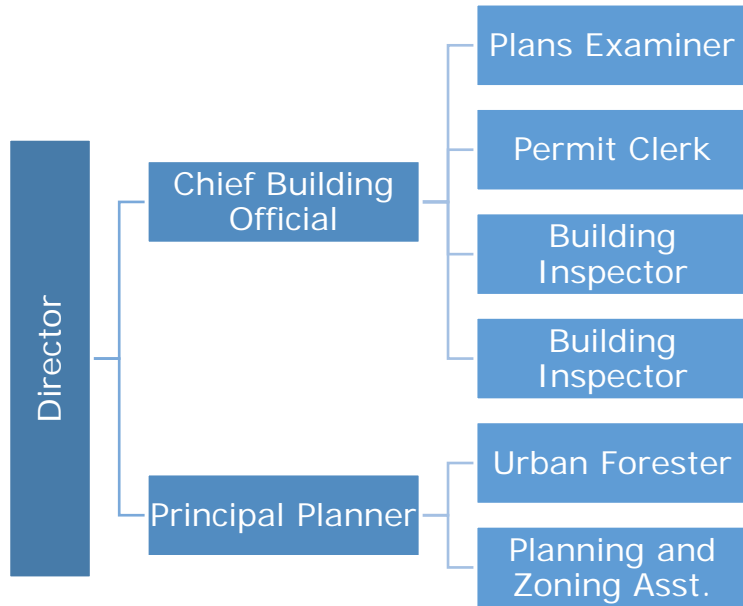 Director
Chief Building
Official
Plans Examiner
Permit Clerk
Building
Inspector
Building
Inspector
Principal Planner
Urban Forester
Planning and
Zoning Asst.